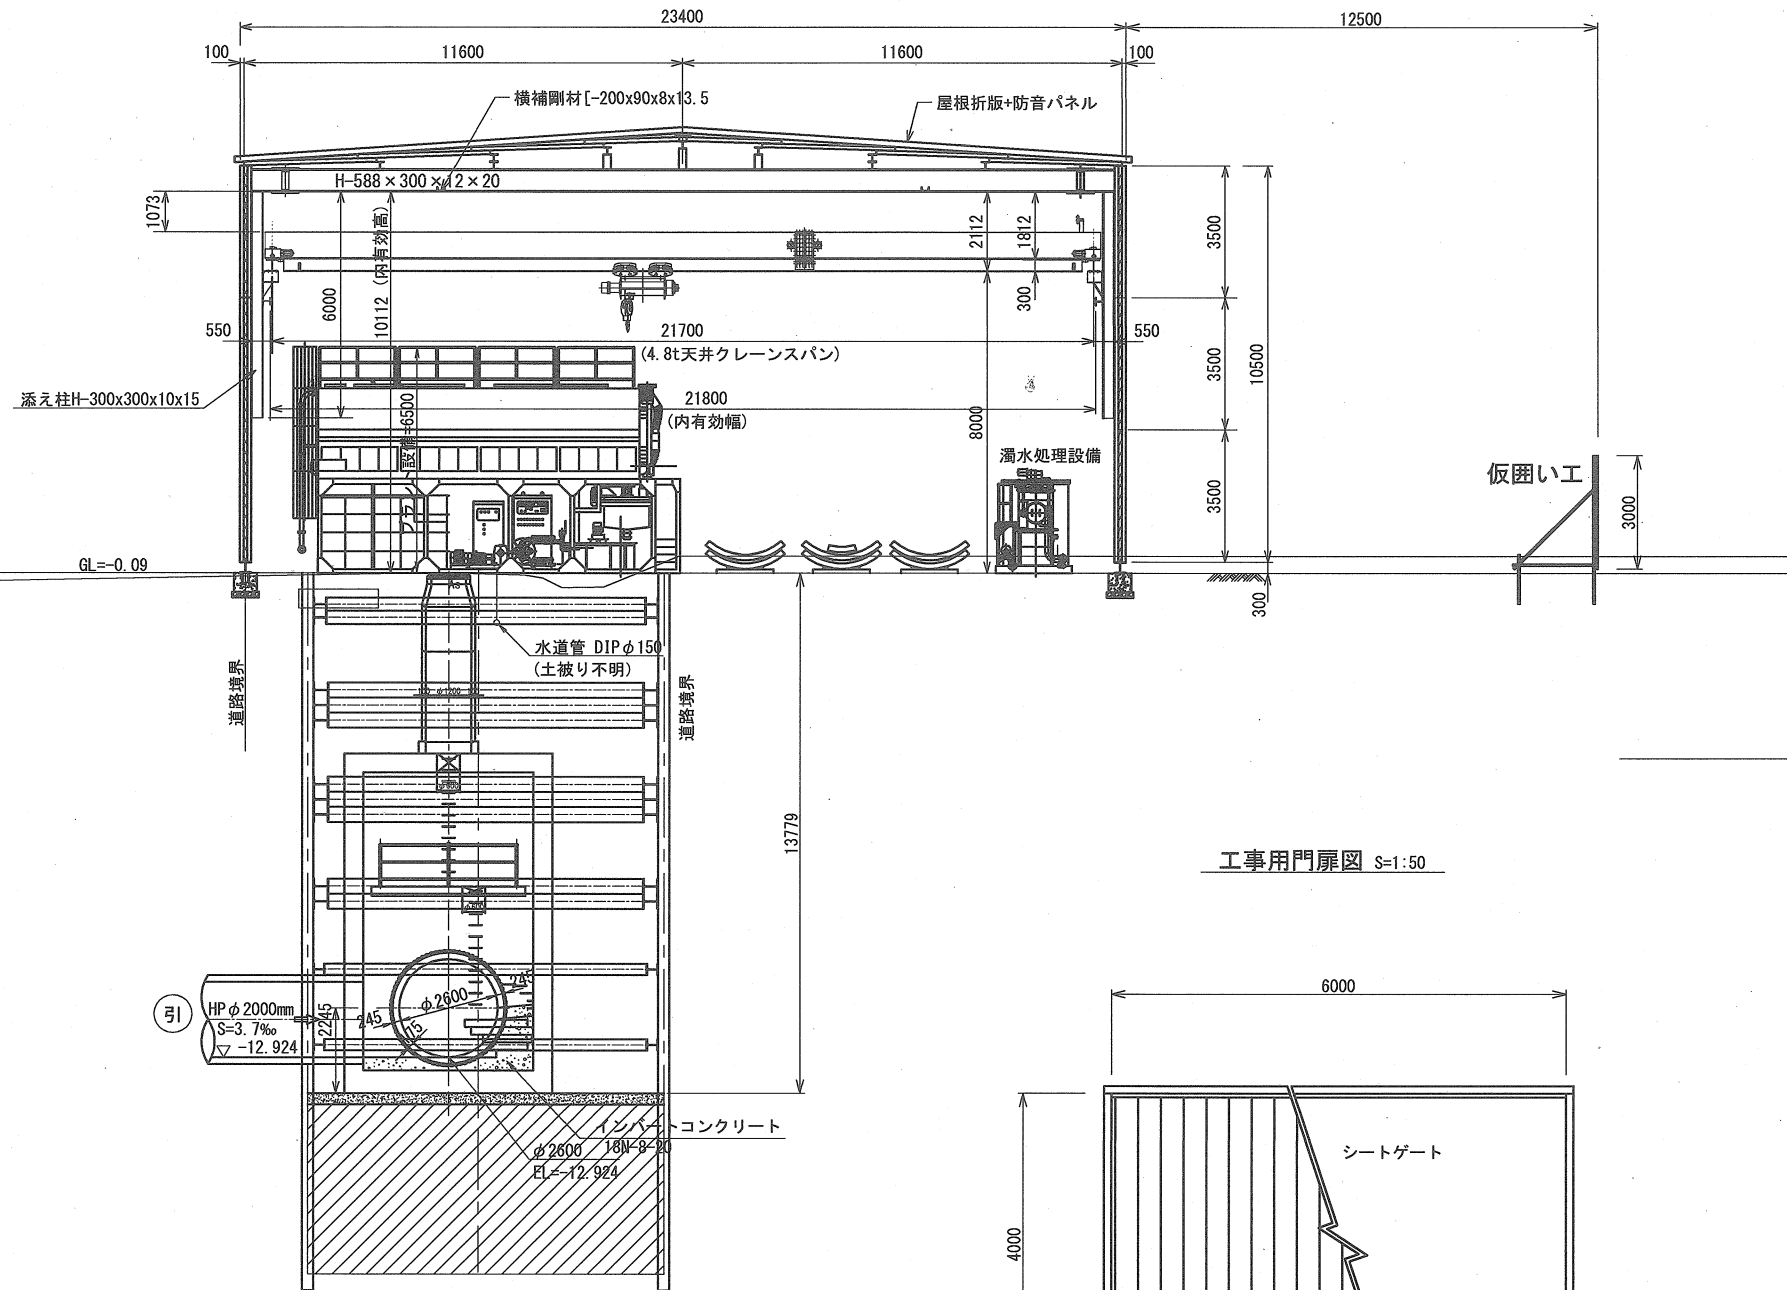 23400
12500
100
11600
11600
100
横補剛材[-200x90x8x13.5
屋根折版+防音パネル
H-588×300×12×20
1073
6000
10112 (内有効高)
2112
1812
300
3500
3500
3500
10500
550
21700
550
(4.8t天井クレーンスパン)
添え柱H-300x300x10x15
設備=6500
21800
(内有効幅)
8000
濁水処理設備
仮囲い工
3000
GL=-0.09
300
水道管 DIPφ150
(土被り不明)
道路境界
道路境界
φ1200
φ600
13779
工事用門扉図 S=1:50
引
HPφ2000mm
S=3.7‰
-12.924
2245
245
φ2600
245
75
6000
インバートコンクリート
18N-8-20
φ2600
EL=-12.924
シートゲート
4000